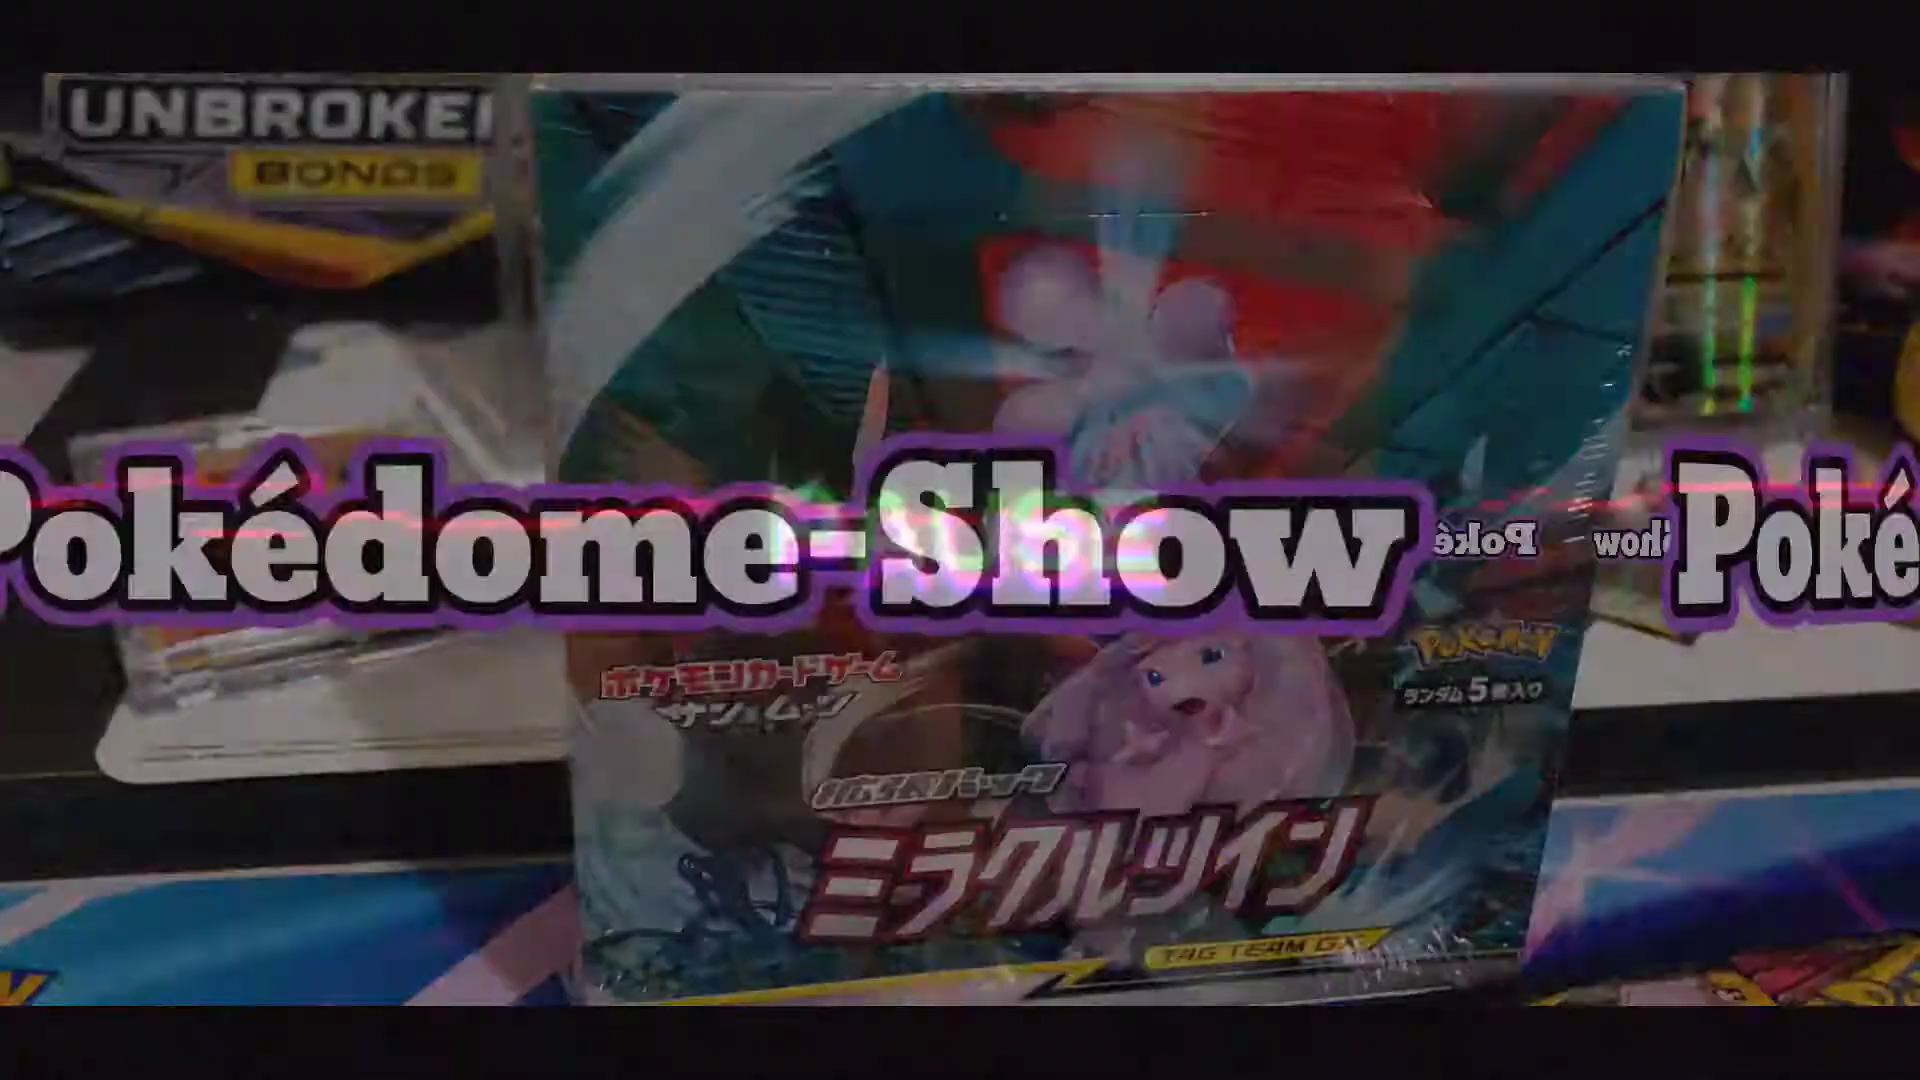 UNBROKEN
BONDS
Pokédome-Show
Poké
Poké
Show
Pokémon
ポケモンカードゲーム
サン&ムーン
ランダム5枚入り
拡張パック
ミラクルツイン
TAG TEAM GX